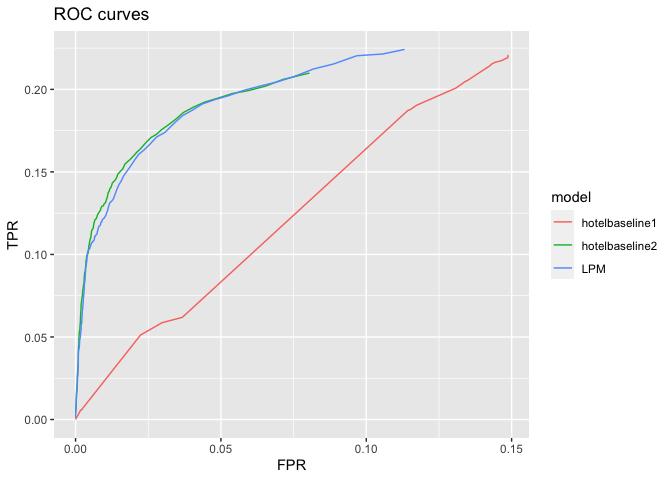 ROC curves
TPR
0.20
0.15
0.10
0.05
0.00
0.00 0.05 0.10 0.15
FPR
model
hotelbaseline1
hotelbaseline2
LPM